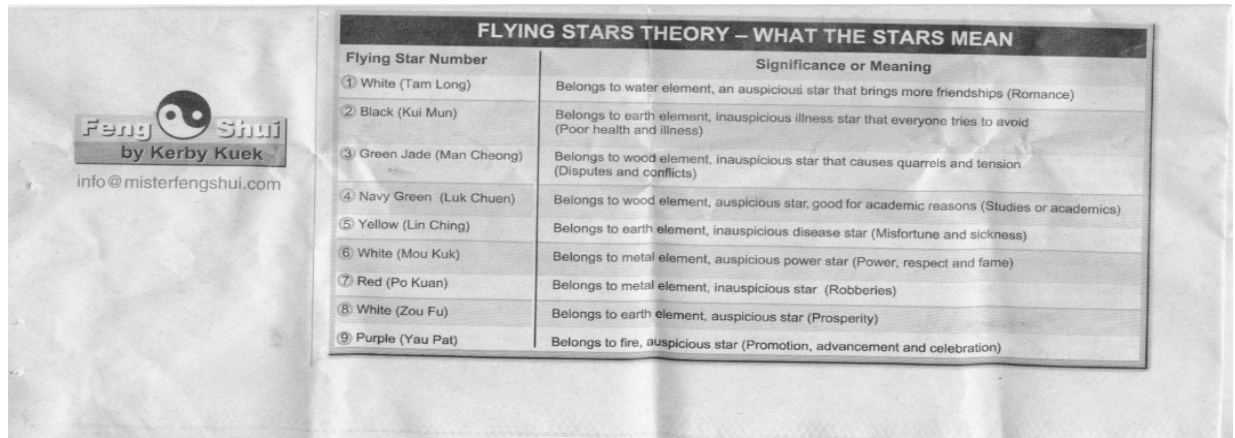 Feng Shui
by Kerby Kuek
info@misterfengshui.com
FLYING STARS THEORY – WHAT THE STARS MEAN
Flying Star Number Significance or Meaning
1 White (Tam Long) Belongs to water element, an auspicious star that brings more friendships (Romance)
2 Black (Kui Mun) Belongs to earth element, inauspicious illness star that everyone tries to avoid
(Poor health and illness)
3 Green Jade (Man Cheong) Belongs to wood element, inauspicious star that causes quarrels and tension
(Disputes and conflicts)
4 Navy Green (Luk Chuen) Belongs to wood element, auspicious star, good for academic reasons (Studies or academics)
5 Yellow (Lin Ching) Belongs to earth element, inauspicious disease star (Misfortune and sickness)
6 White (Mou Kuk) Belongs to metal element, auspicious power star (Power, respect and fame)
7 Red (Po Kuan) Belongs to metal element, inauspicious star (Robberies)
8 White (Zou Fu) Belongs to earth element, auspicious star (Prosperity)
9 Purple (Yau Pat) Belongs to fire, auspicious star (Promotion, advancement and celebration)